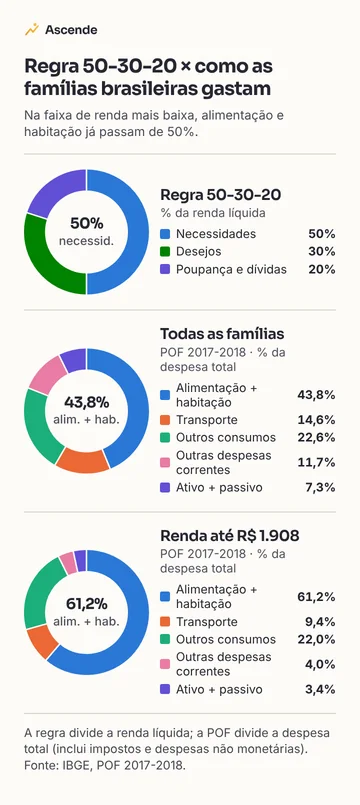 Ascende
Regra 50-30-20 × como as
famílias brasileiras gastam
Na faixa de renda mais baixa, alimentação e
habitação já passam de 50%.
50%
necessid.
Regra 50-30-20
% da renda líquida
Necessidades 50%
Desejos 30%
Poupança e dívidas 20%
43,8%
alim. + hab.
Todas as famílias
POF 2017-2018 · % da
despesa total
Alimentação +
habitação 43,8%
Transporte 14,6%
Outros consumos 22,6%
Outras despesas
correntes 11,7%
Ativo + passivo 7,3%
61,2%
alim. + hab.
Renda até R$ 1.908
POF 2017-2018 · % da
despesa total
Alimentação +
habitação 61,2%
Transporte 9,4%
Outros consumos 22,0%
Outras despesas
correntes 4,0%
Ativo + passivo 3,4%
A regra divide a renda líquida; a POF divide a despesa
total (inclui impostos e despesas não monetárias).
Fonte: IBGE, POF 2017-2018.